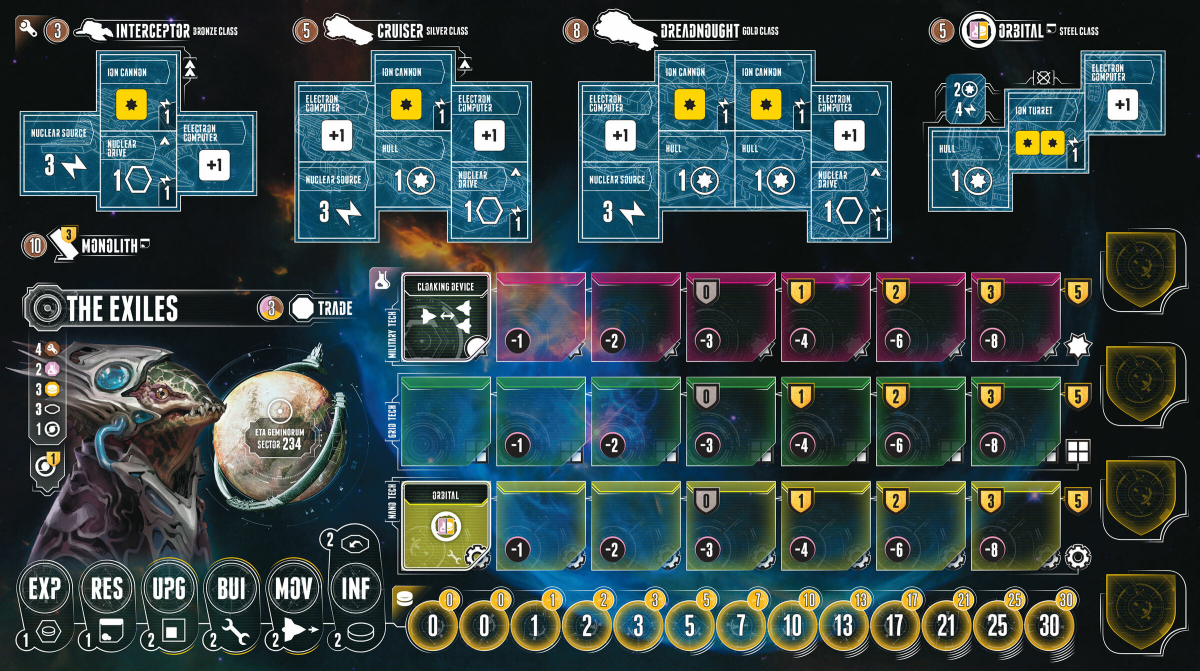 3 INTERCEPTOR BRONZE CLASS
5 CRUISER SILVER CLASS
8 DREADNOUGHT GOLD CLASS
5 ORBITAL STEEL CLASS
ION CANNON
1
NUCLEAR SOURCE
3
NUCLEAR DRIVE
1
1
ELECTRON COMPUTER
+1
ION CANNON
1
ELECTRON COMPUTER
+1
ELECTRON COMPUTER
+1
HULL
1
NUCLEAR SOURCE
3
NUCLEAR DRIVE
1
1
ION CANNON
1
ION CANNON
1
ELECTRON COMPUTER
+1
ELECTRON COMPUTER
+1
HULL
1
HULL
1
NUCLEAR SOURCE
3
NUCLEAR DRIVE
1
1
2
4
ION TURRET
1
ELECTRON COMPUTER
+1
HULL
1
10 3 MONOLITH
THE EXILES
3 TRADE
4
2
3
3
1
1
ETA GEMINORUM
SECTOR 234
MILITARY TECH
CLOAKING DEVICE
0 1 2 3 5
-1 -2 -3 -4 -6 -8
GRID TECH
0 1 2 3 5
-1 -2 -3 -4 -6 -8
NANO TECH
ORBITAL
0 1 2 3 5
-1 -2 -3 -4 -6 -8
2
EXP RES UPG BUI MOV INF
1 1 2 2 2 2
0 0 1 2 3 5 7 10 13 17 21 25 30
0 0 1 2 3 5 7 10 13 17 21 25 30